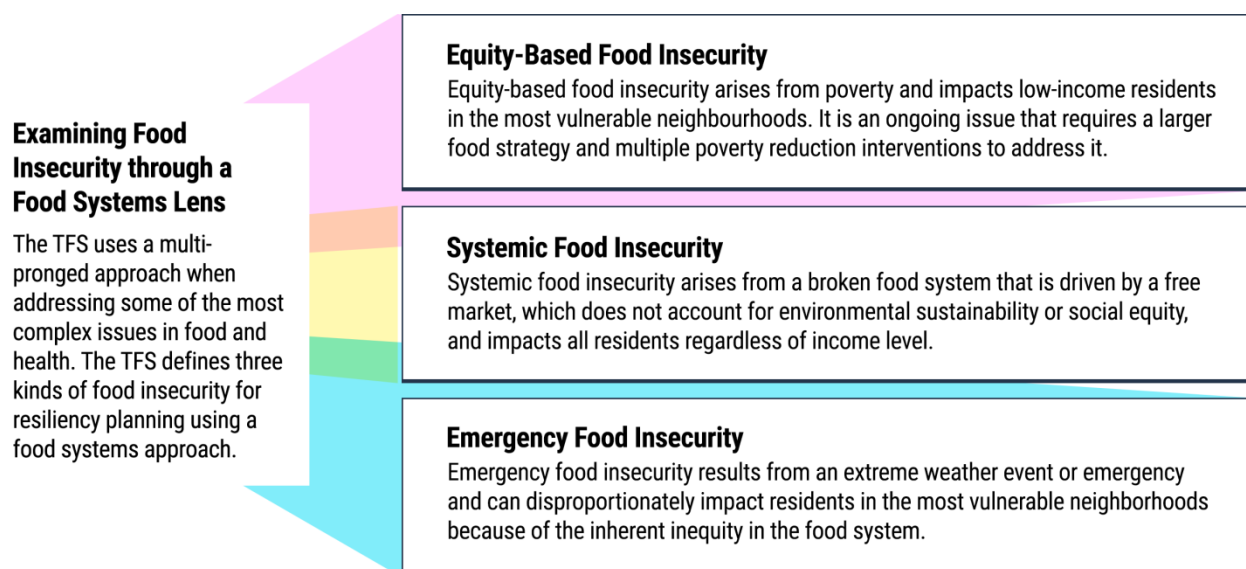 Examining Food
Insecurity through a
Food Systems Lens
The TFS uses a multi-
pronged approach when
addressing some of the most
complex issues in food and
health. The TFS defines three
kinds of food insecurity for
resiliency planning using a
food systems approach.
Equity-Based Food Insecurity
Equity-based food insecurity arises from poverty and impacts low-income residents
in the most vulnerable neighbourhoods. It is an ongoing issue that requires a larger
food strategy and multiple poverty reduction interventions to address it.
Systemic Food Insecurity
Systemic food insecurity arises from a broken food system that is driven by a free
market, which does not account for environmental sustainability or social equity,
and impacts all residents regardless of income level.
Emergency Food Insecurity
Emergency food insecurity results from an extreme weather event or emergency
and can disproportionately impact residents in the most vulnerable neighborhoods
because of the inherent inequity in the food system.